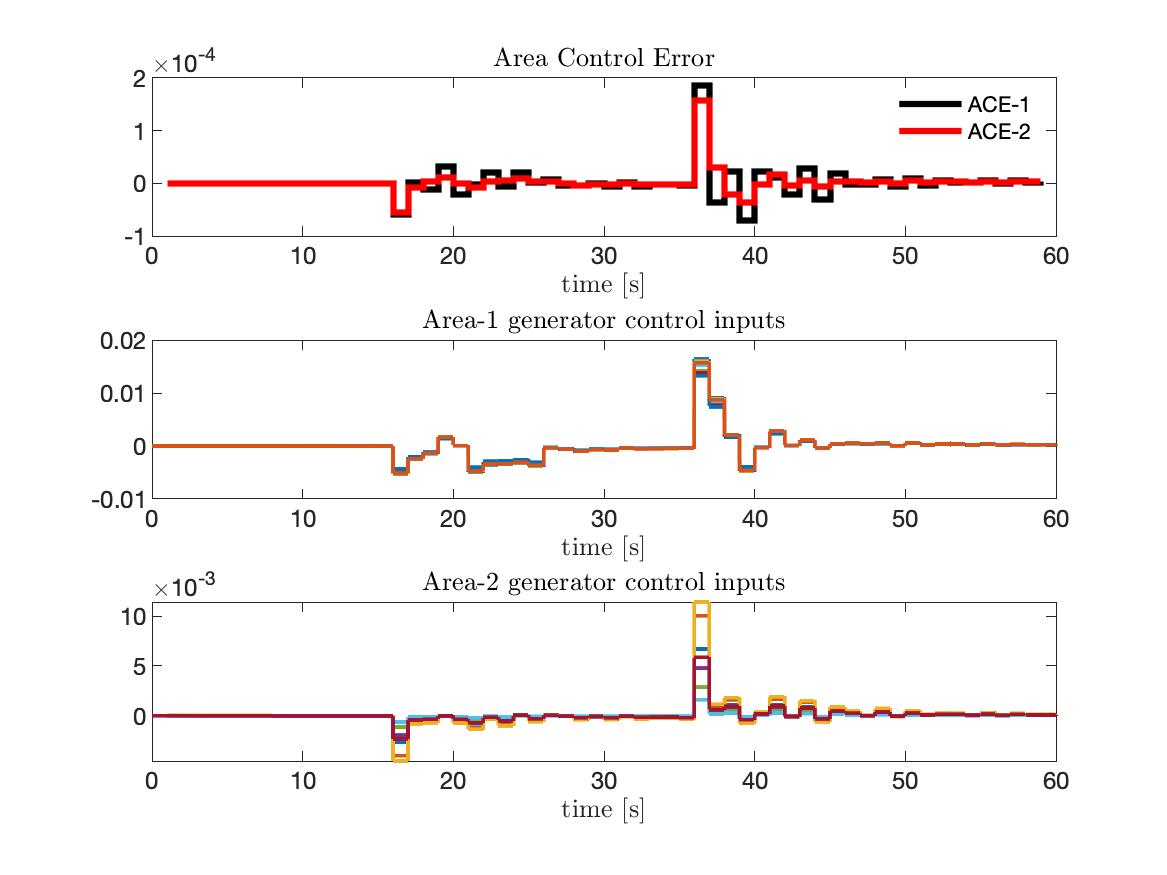 Area Control Error
×10-4
2
1
0
-1
ACE-1
ACE-2
0 10 20 30 40 50 60
time [s]
Area-1 generator control inputs
0.02
0.01
0
-0.01
0 10 20 30 40 50 60
time [s]
Area-2 generator control inputs
×10-3
10
5
0
0 10 20 30 40 50 60
time [s]